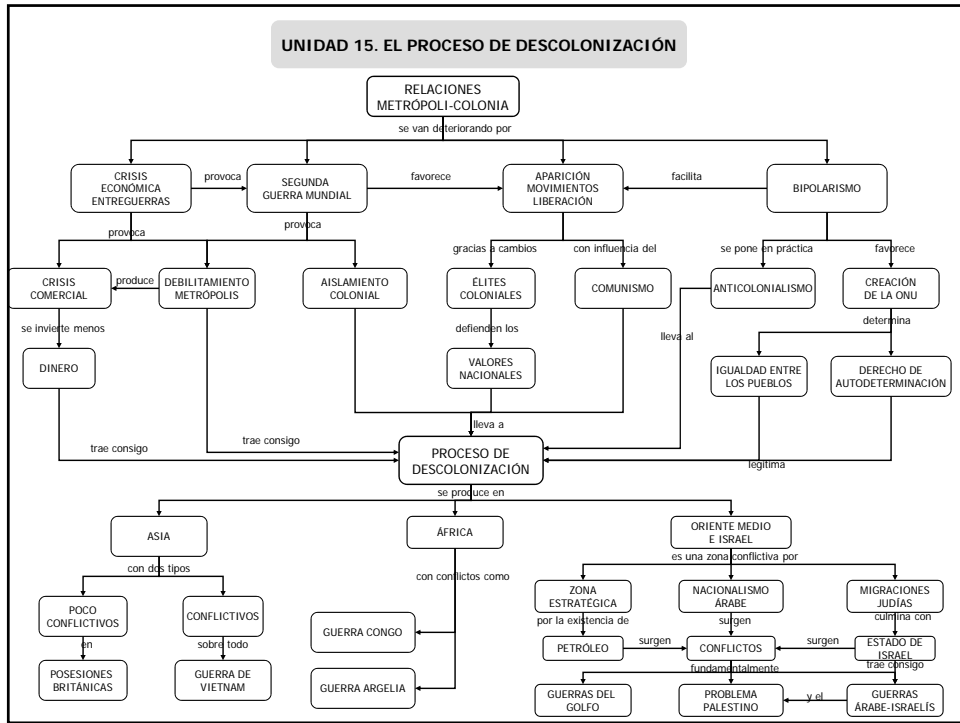 UNIDAD 15. EL PROCESO DE DESCOLONIZACIÓN
RELACIONES
METRÓPOLI-COLONIA
se van deteriorando por
CRISIS
ECONÓMICA
ENTREGUERRAS
provoca
SEGUNDA
GUERRA MUNDIAL
favorece
APARICIÓN
MOVIMIENTOS
LIBERACIÓN
facilita
BIPOLARISMO
provoca
provoca
gracias a cambios
con influencia del
se pone en práctica
favorece
CRISIS
COMERCIAL
produce
DEBILITAMIENTO
METRÓPOLIS
AISLAMIENTO
COLONIAL
ÉLITES
COLONIALES
COMUNISMO
ANTICOLONIALISMO
CREACIÓN
DE LA ONU
se invierte menos
defienden los
lleva al
determina
DINERO
VALORES
NACIONALES
IGUALDAD ENTRE
LOS PUEBLOS
DERECHO DE
AUTODETERMINACIÓN
lleva a
trae consigo
trae consigo
PROCESO DE
DESCOLONIZACIÓN
legitima
se produce en
ASIA
ÁFRICA
ORIENTE MEDIO
E ISRAEL
es una zona conflictiva por
con dos tipos
con conflictos como
POCO
CONFLICTIVOS
CONFLICTIVOS
ZONA
ESTRATÉGICA
NACIONALISMO
ÁRABE
MIGRACIONES
JUDÍAS
en
sobre todo
GUERRA CONGO
por la existencia de
surgen
culmina con
POSESIONES
BRITÁNICAS
GUERRA DE
VIETNAM
PETRÓLEO
surgen
CONFLICTOS
surgen
ESTADO DE
ISRAEL
fundamentalmente
trae consigo
GUERRA ARGELIA
GUERRAS DEL
GOLFO
PROBLEMA
PALESTINO
y el
GUERRAS
ÁRABE-ISRAELÍS